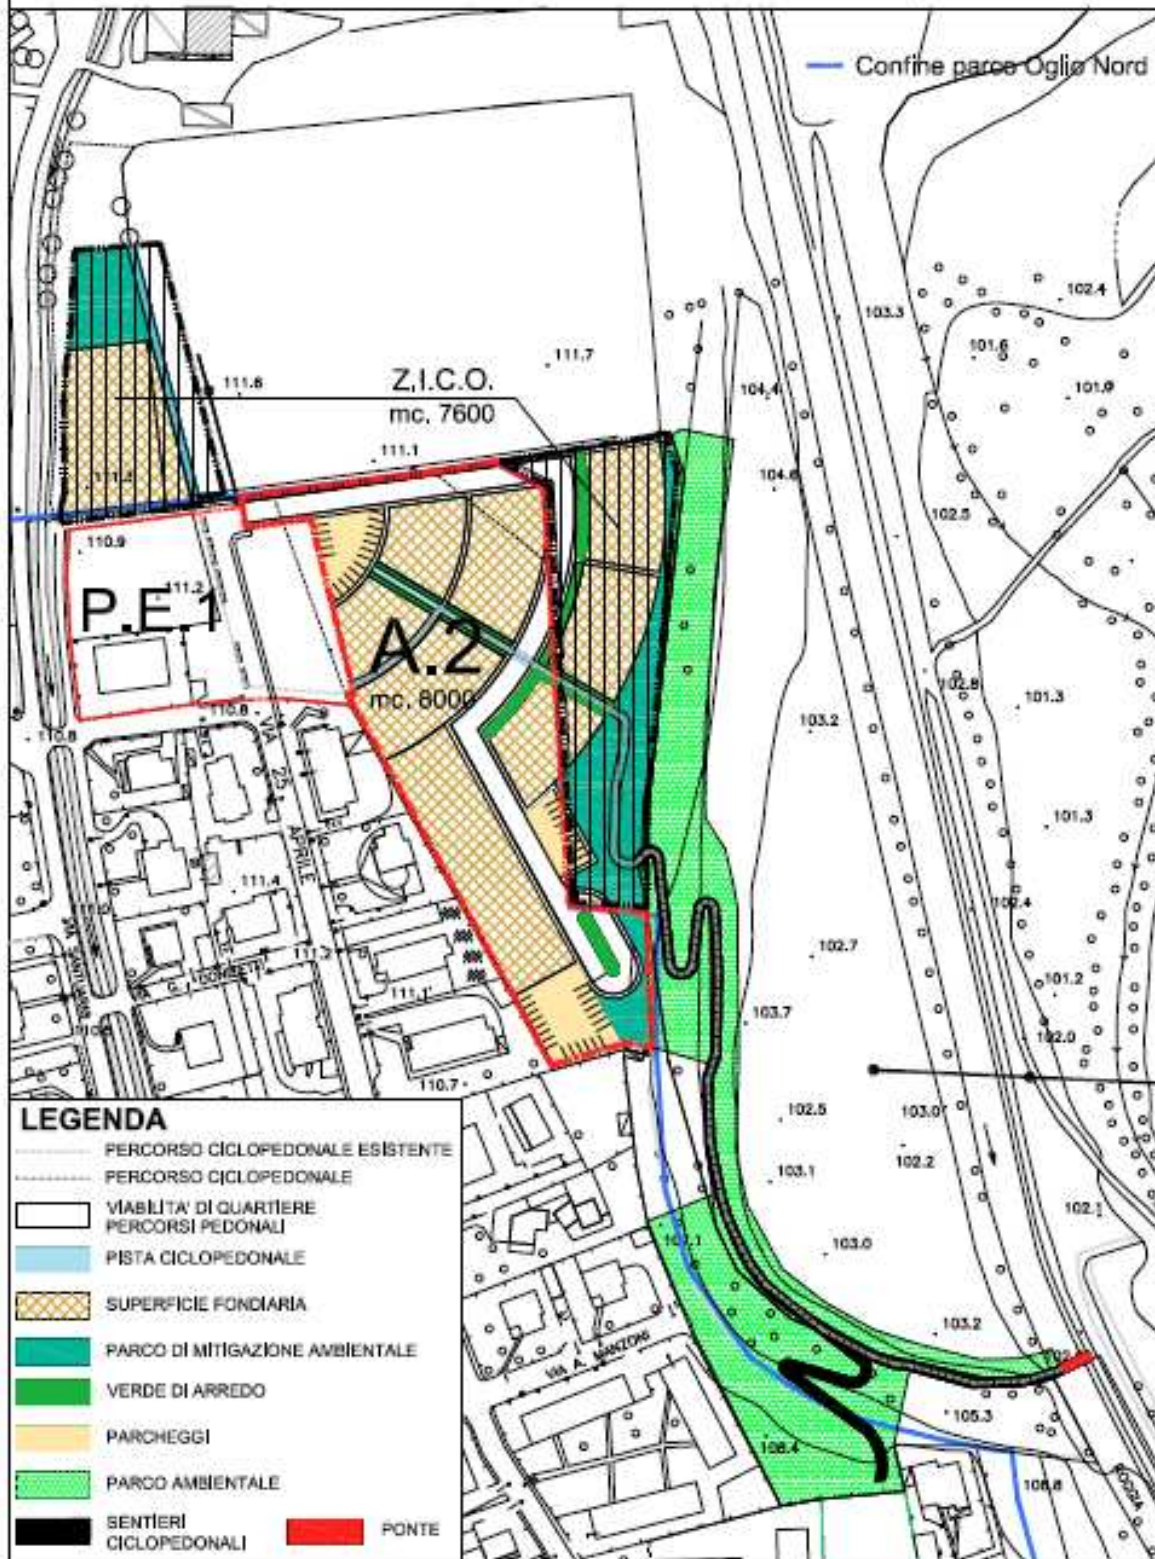 Confine parco Oglio Nord
102.4
103.3
101.6
111.7
111.6
Z.I.C.O.
104.4
101.9
mc. 7600
111.1
104.6
102.5
110.9
111.2
P.E.1
A.2
102.8
101.3
mc. 8000
103.2
110.8
110.8
VIA 25 APRILE
101.3
111.4
102.4
111.2
102.7
101.2
111.1
103.7
102.0
110.7
102.5
103.0
103.1
102.2
102.1
103.0
VIA A. MANZONI
103.2
105.3
108.4
108.8
ROGGIA
LEGENDA
PERCORSO CICLOPEDONALE ESISTENTE
PERCORSO CICLOPEDONALE
VIABILITA' DI QUARTIERE
PERCORSI PEDONALI
PISTA CICLOPEDONALE
SUPERFICIE FONDIARIA
PARCO DI MITIGAZIONE AMBIENTALE
VERDE DI ARREDO
PARCHEGGI
PARCO AMBIENTALE
SENTIERI
CICLOPEDONALI
PONTE